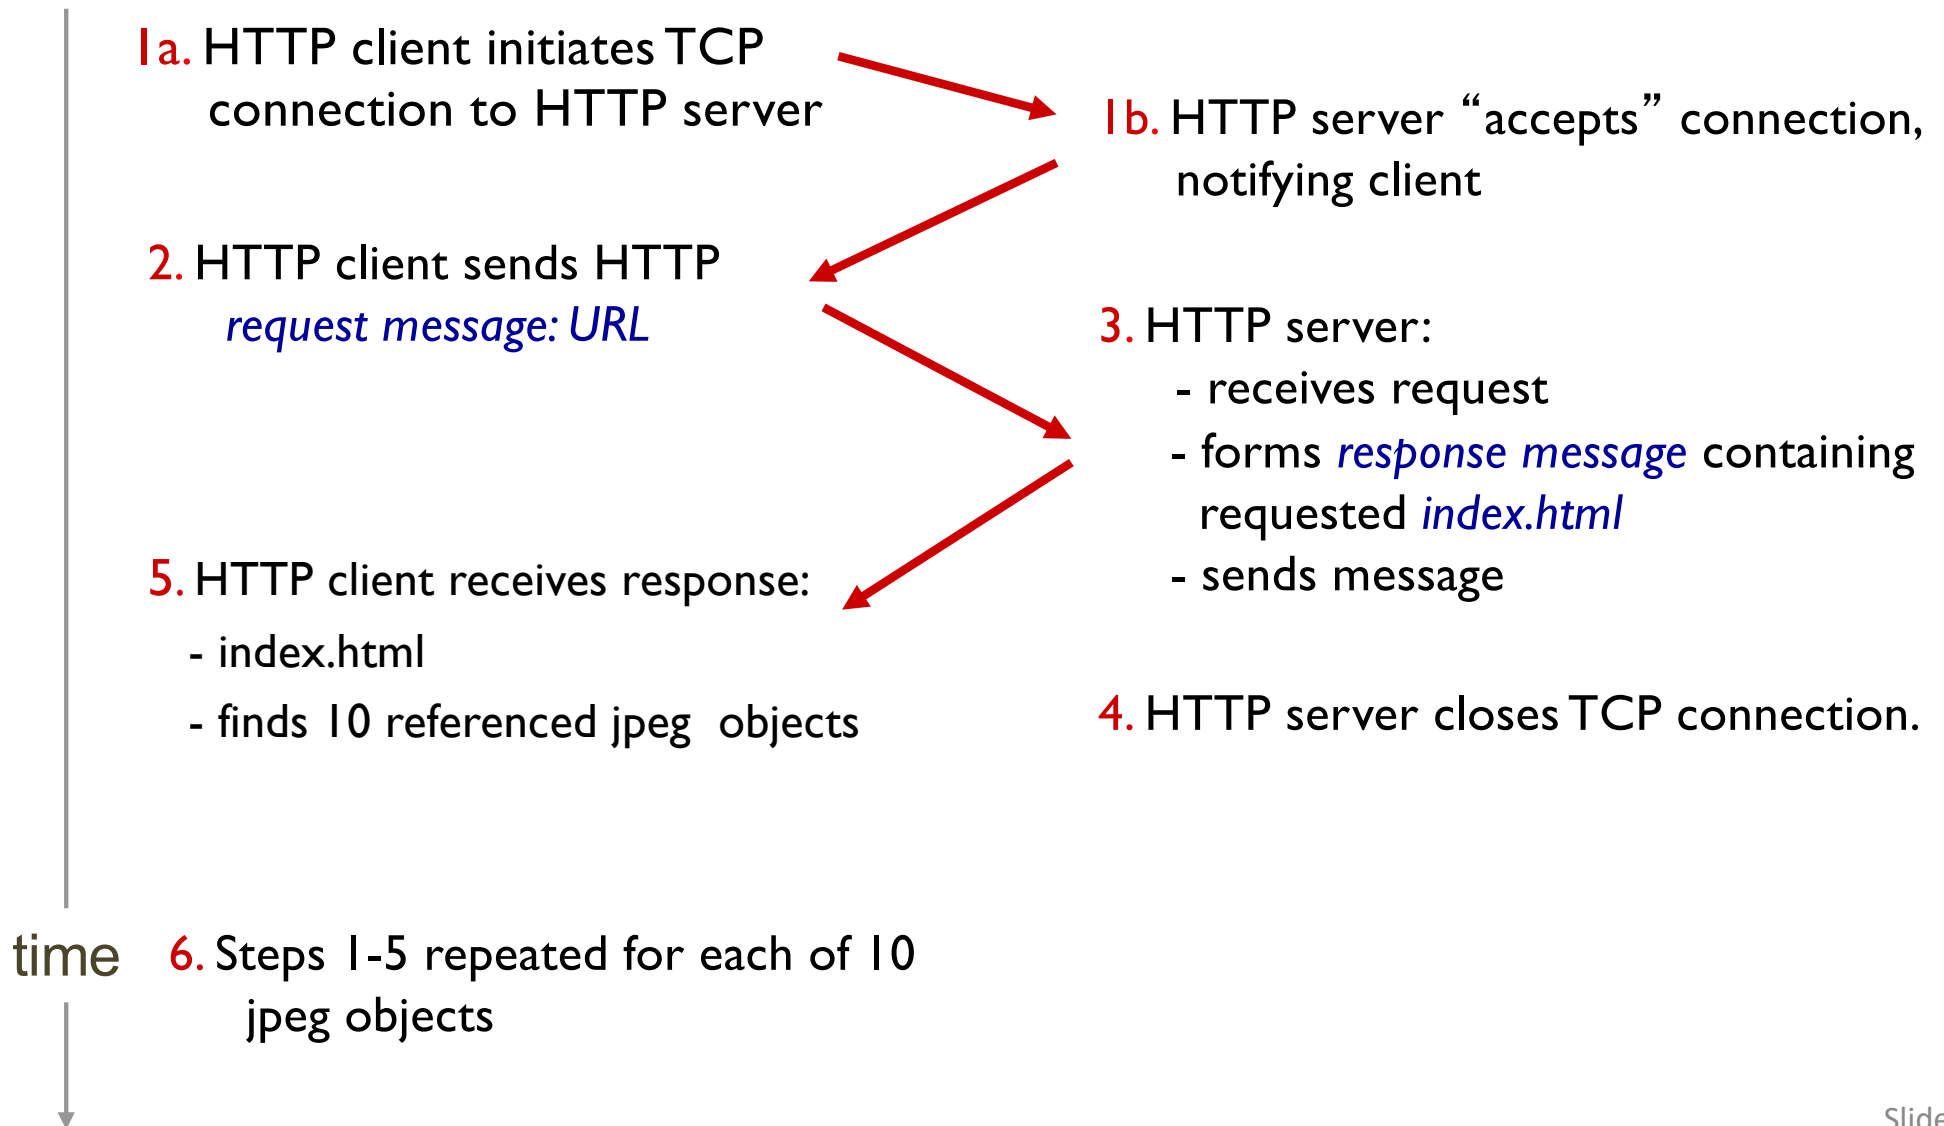 1a. HTTP client initiates TCP
connection to HTTP server
1b. HTTP server “accepts” connection,
notifying client
2. HTTP client sends HTTP
request message: URL
3. HTTP server:
- receives request
- forms response message containing
requested index.html
- sends message
5. HTTP client receives response:
- index.html
- finds 10 referenced jpeg objects
4. HTTP server closes TCP connection.
time
6. Steps 1-5 repeated for each of 10
jpeg objects
Slide